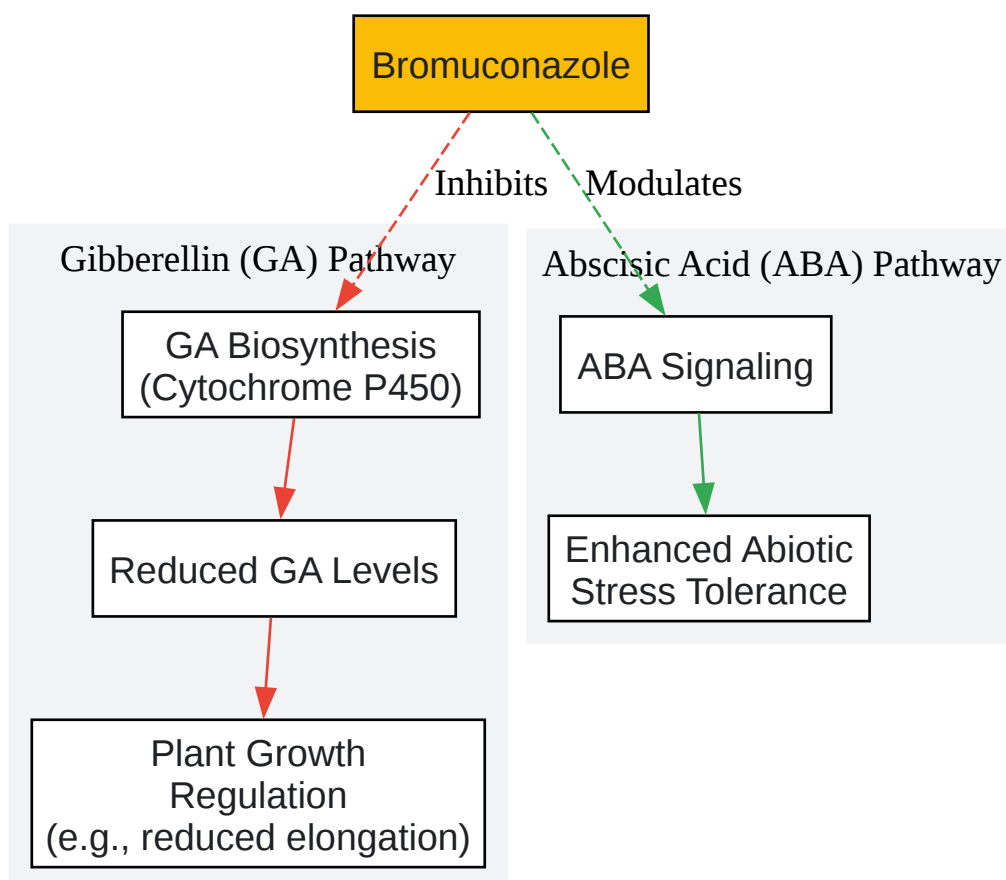 Bromuconazole
Inhibits
Modulates
Gibberellin (GA) Pathway
GA Biosynthesis
(Cytochrome P450)
Reduced GA Levels
Plant Growth
Regulation
(e.g., reduced elongation)
Abscisic Acid (ABA) Pathway
ABA Signaling
Enhanced Abiotic
Stress Tolerance